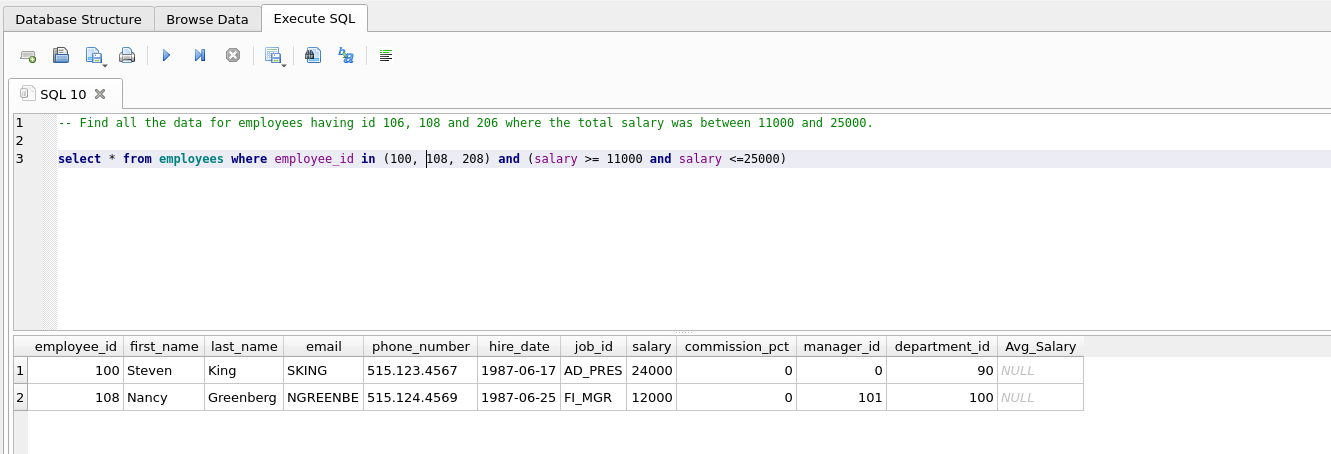 Database Structure Browse Data Execute SQL
SQL 10
1 -- Find all the data for employees having id 106, 108 and 206 where the total salary was between 11000 and 25000.
2
3 select * from employees where employee_id in (100, 108, 208) and (salary >= 11000 and salary <=25000)
employee_id first_name last_name email phone_number hire_date job_id salary commission_pct manager_id department_id Avg_Salary
1 100 Steven King SKING 515.123.4567 1987-06-17 AD_PRES 24000 0 0 90 NULL
2 108 Nancy Greenberg NGREENBE 515.124.4569 1987-06-25 FI_MGR 12000 0 101 100 NULL